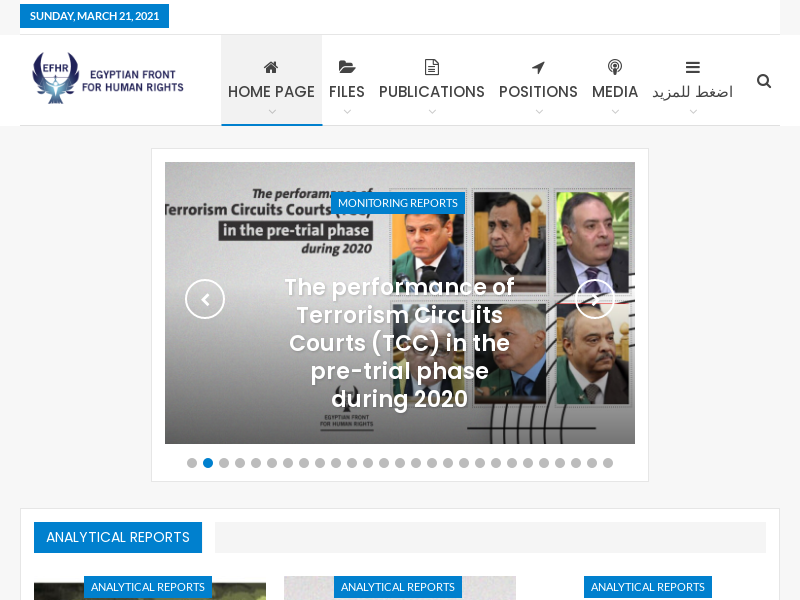 SUNDAY, MARCH 21, 2021
EFHR
EGYPTIAN FRONT
FOR HUMAN RIGHTS
HOME PAGE
FILES
PUBLICATIONS
POSITIONS
MEDIA
اضغط للمزيد
MONITORING REPORTS
The perforamance of
Terrorism Circuits Courts (TCC)
in the pre-trial phase
during 2020
The performance of
Terrorism Circuits
Courts (TCC) in the
pre-trial phase
during 2020
EGYPTIAN FRONT
FOR HUMAN RIGHTS
ANALYTICAL REPORTS
ANALYTICAL REPORTS
ANALYTICAL REPORTS
ANALYTICAL REPORTS